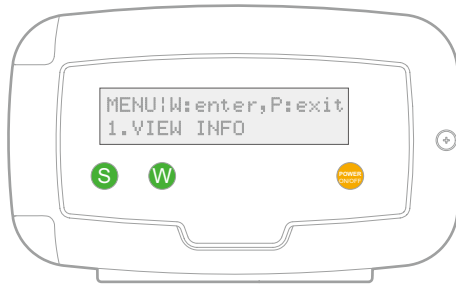 MENU¦W:enter,P:exit
1.VIEW INFO
S
W
POWER
ON/OFF